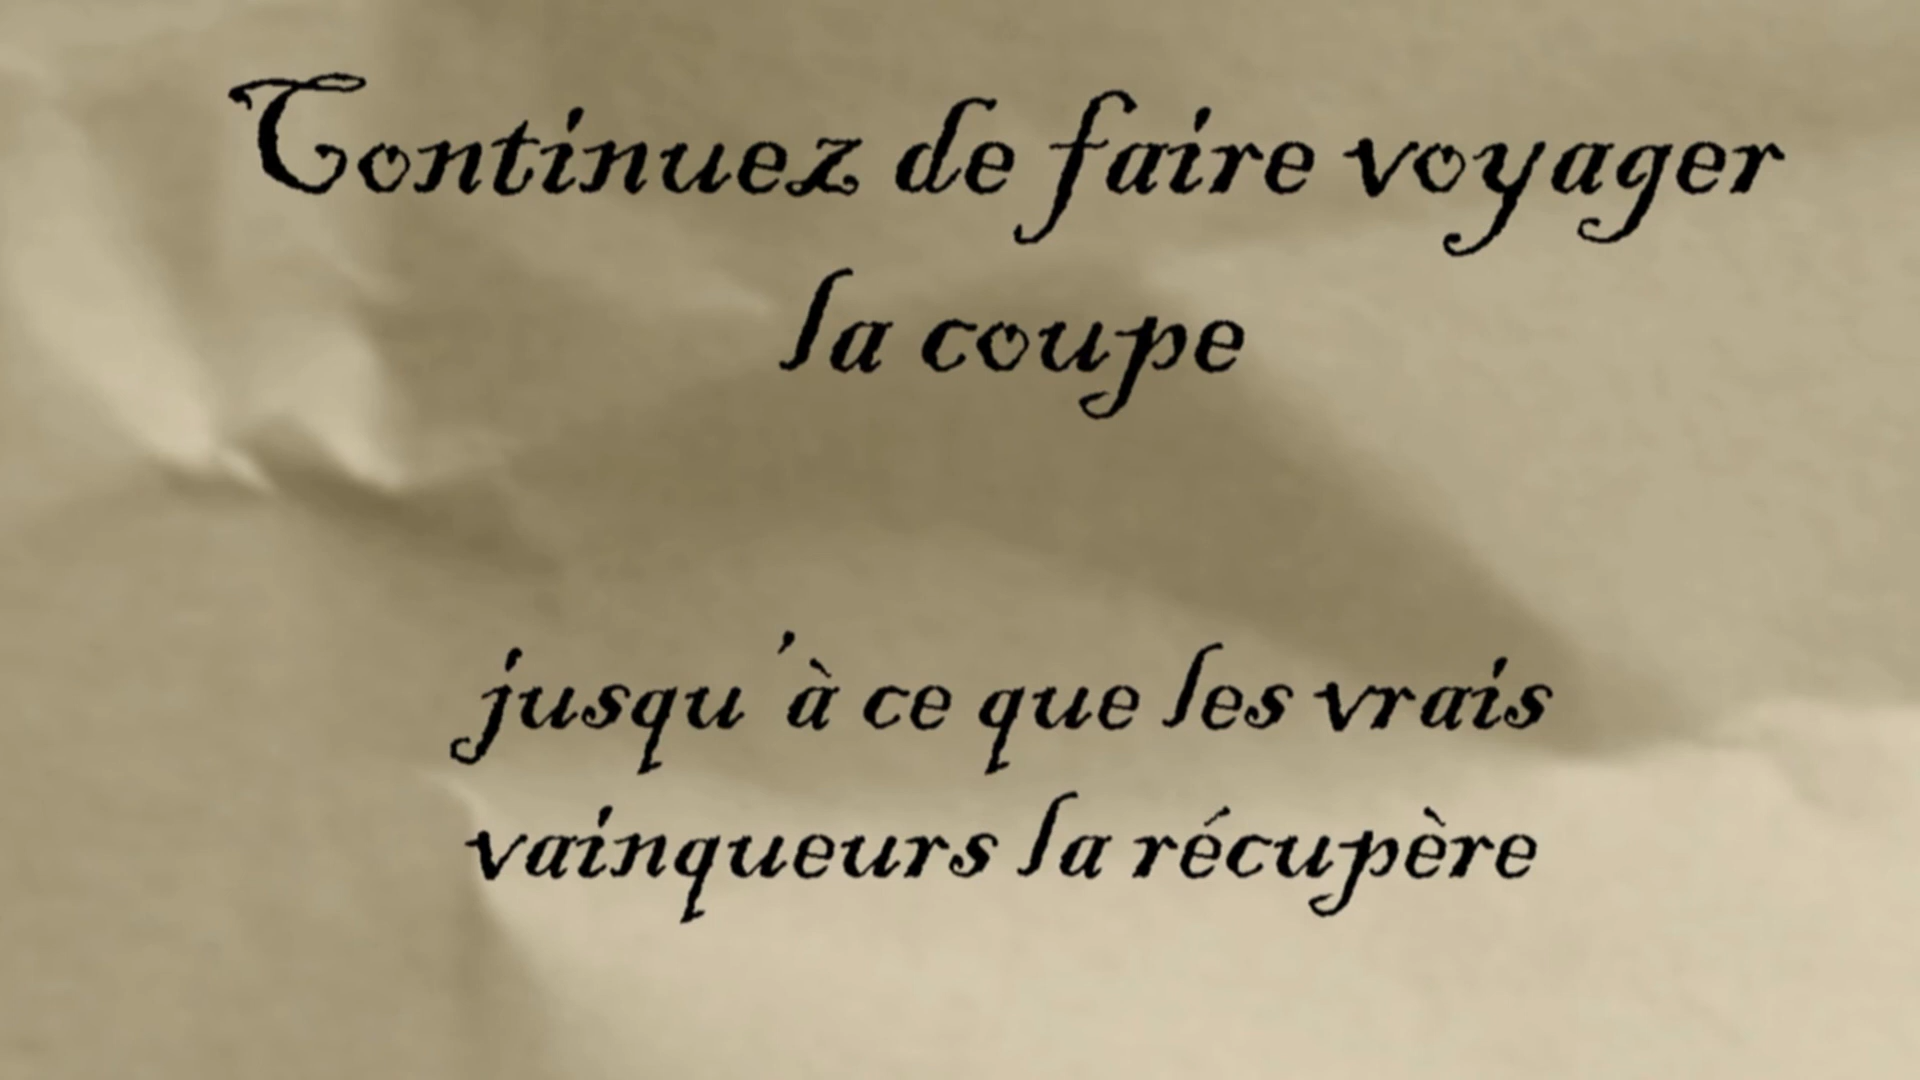 Continuez de faire voyager
la coupe
jusqu'à ce que les vrais
vainqueurs la récupère